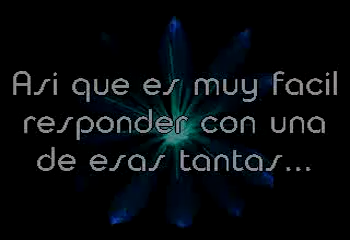 Asi que es muy facil
responder con una
de esas tantas...